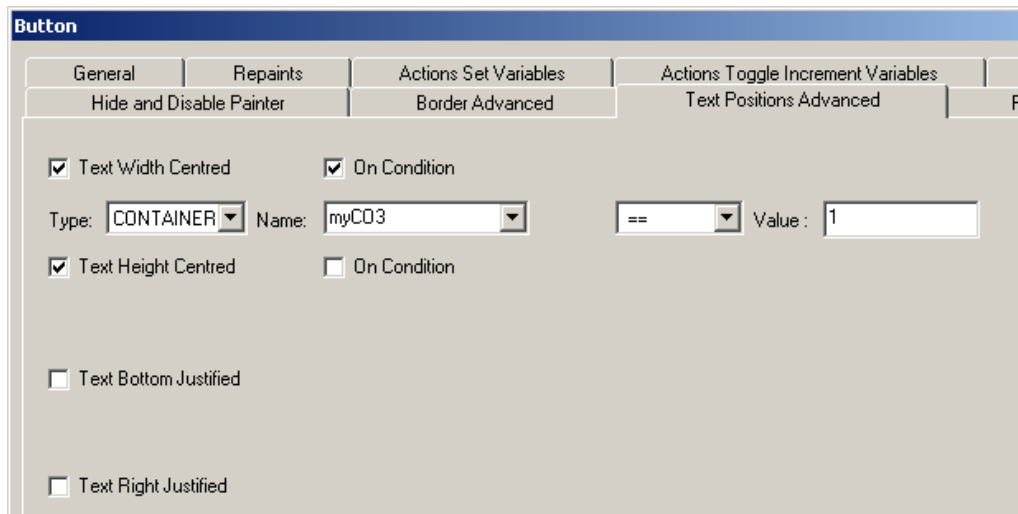 Button
General Repaints Actions Set Variables Actions Toggle Increment Variables
Hide and Disable Painter Border Advanced Text Positions Advanced
Text Width Centred On Condition
Type: CONTAINER Name: myCO3 == Value : 1
Text Height Centred On Condition
Text Bottom Justified
Text Right Justified